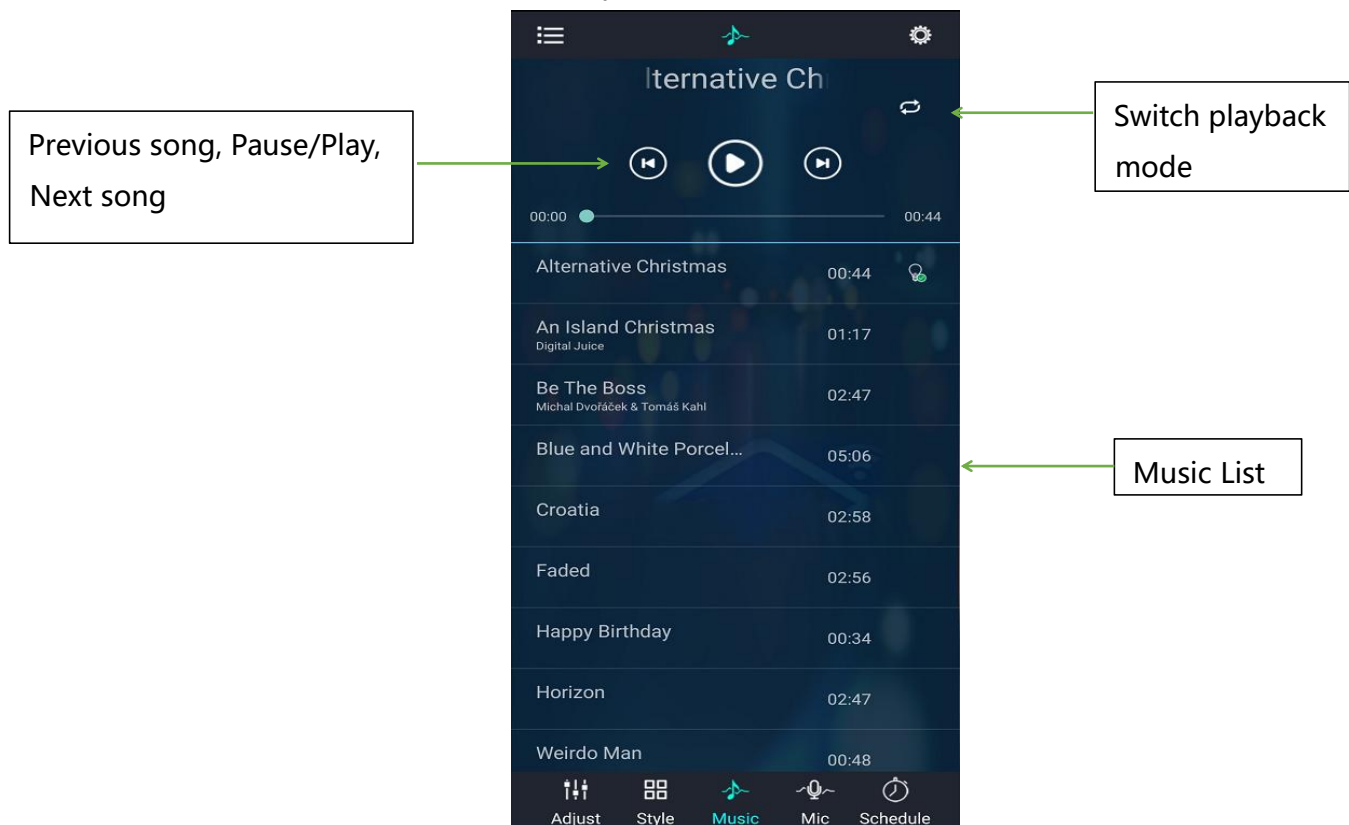 lternative Ch
Previous song, Pause/Play,
Next song
Switch playback
mode
00:00
00:44
Alternative Christmas
00:44
An Island Christmas
Digital Juice
01:17
Be The Boss
Michal Dvořáček & Tomáš Kahl
02:47
Blue and White Porcel...
05:06
Croatia
02:58
Faded
02:56
Happy Birthday
00:34
Horizon
02:47
Weirdo Man
00:48
Music List
Adjust
Style
Music
Mic
Schedule